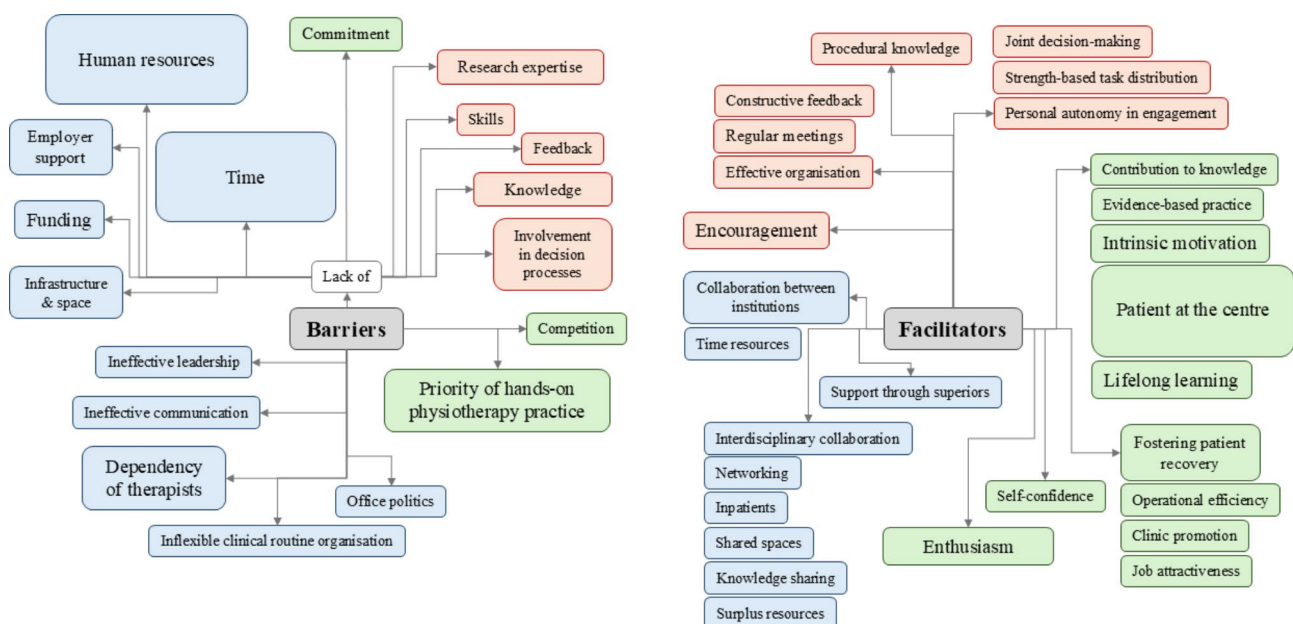 Human resources
Commitment
Research expertise
Employer
support
Time
Skills
Feedback
Knowledge
Funding
Involvement
in decision
processes
Infrastructure
& space
Lack of
Barriers
Competition
Ineffective leadership
Priority of hands-on
physiotherapy practice
Ineffective communication
Dependency
of therapists
Office politics
Inflexible clinical routine organisation
Procedural knowledge
Joint decision-making
Strength-based task distribution
Personal autonomy in engagement
Constructive feedback
Regular meetings
Effective organisation
Encouragement
Contribution to knowledge
Evidence-based practice
Intrinsic motivation
Patient at the centre
Lifelong learning
Collaboration between
institutions
Time resources
Facilitators
Support through superiors
Interdisciplinary collaboration
Networking
Inpatients
Shared spaces
Knowledge sharing
Surplus resources
Enthusiasm
Self-confidence
Fostering patient
recovery
Operational efficiency
Clinic promotion
Job attractiveness